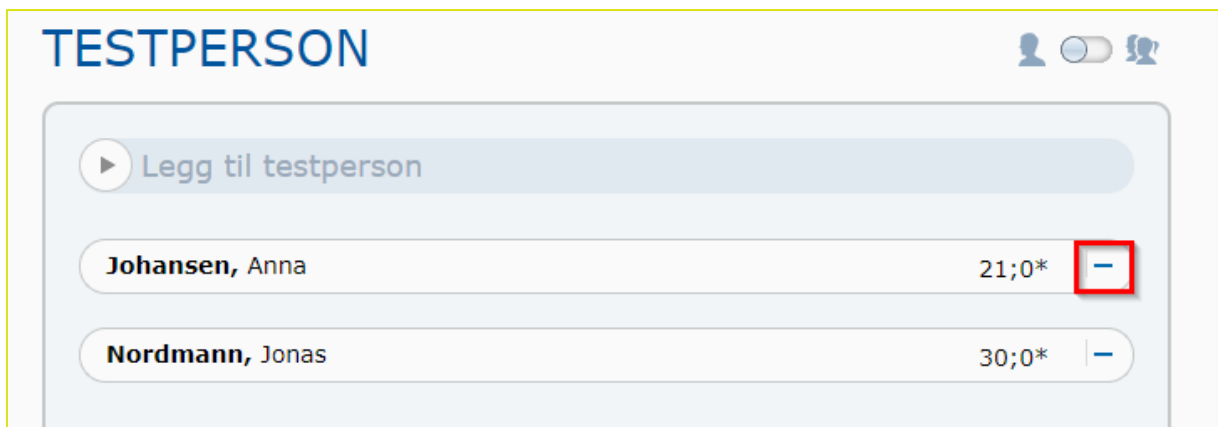 TESTPERSON
Legg til testperson
Johansen, Anna 21;0*
Nordmann, Jonas 30;0*